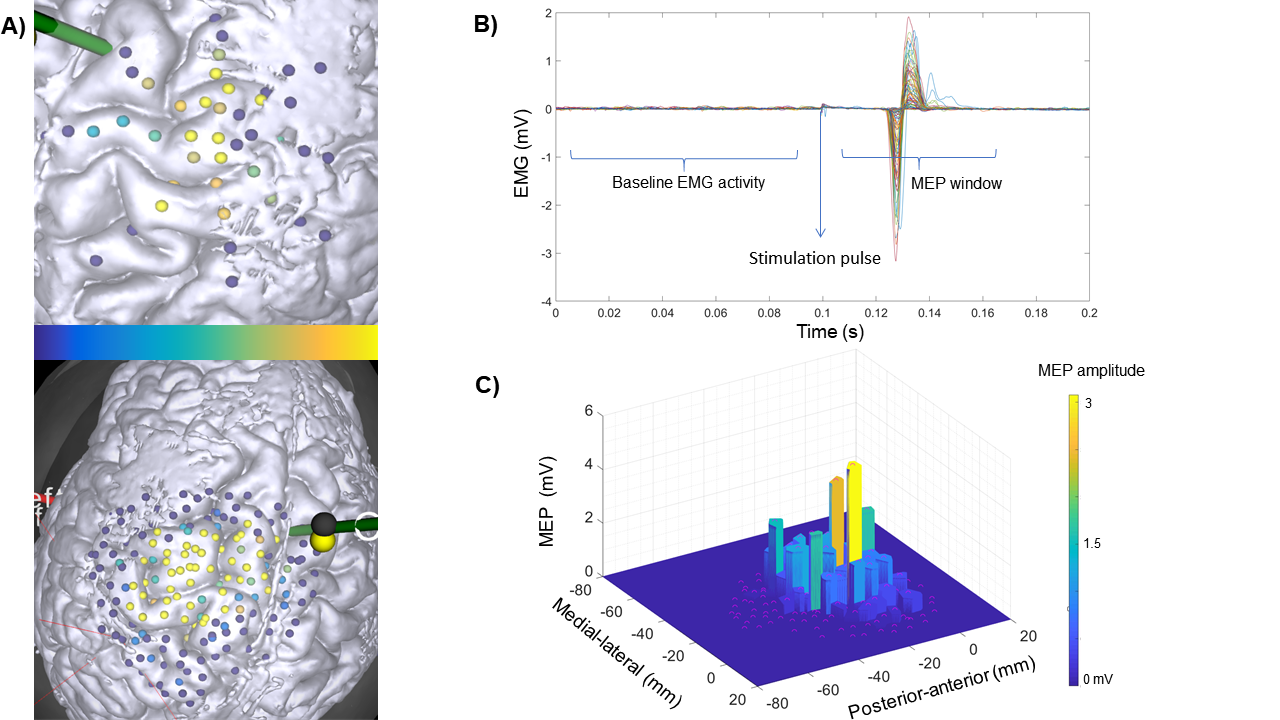 A)
ef
f
B)
2
1
0
-1
-2
-3
-4
EMG (mV)
Baseline EMG activity
MEP window
Stimulation pulse
0
0.02
0.04
0.06
0.08
0.1
0.12
0.14
0.16
0.18
0.2
Time (s)
C)
MEP amplitude
3
1.5
0 mV
6
4
2
0
MEP (mV)
-80
-60
-40
-20
0
20
Medial-lateral (mm)
-80
-60
-40
-20
0
20
Posterior-anterior (mm)